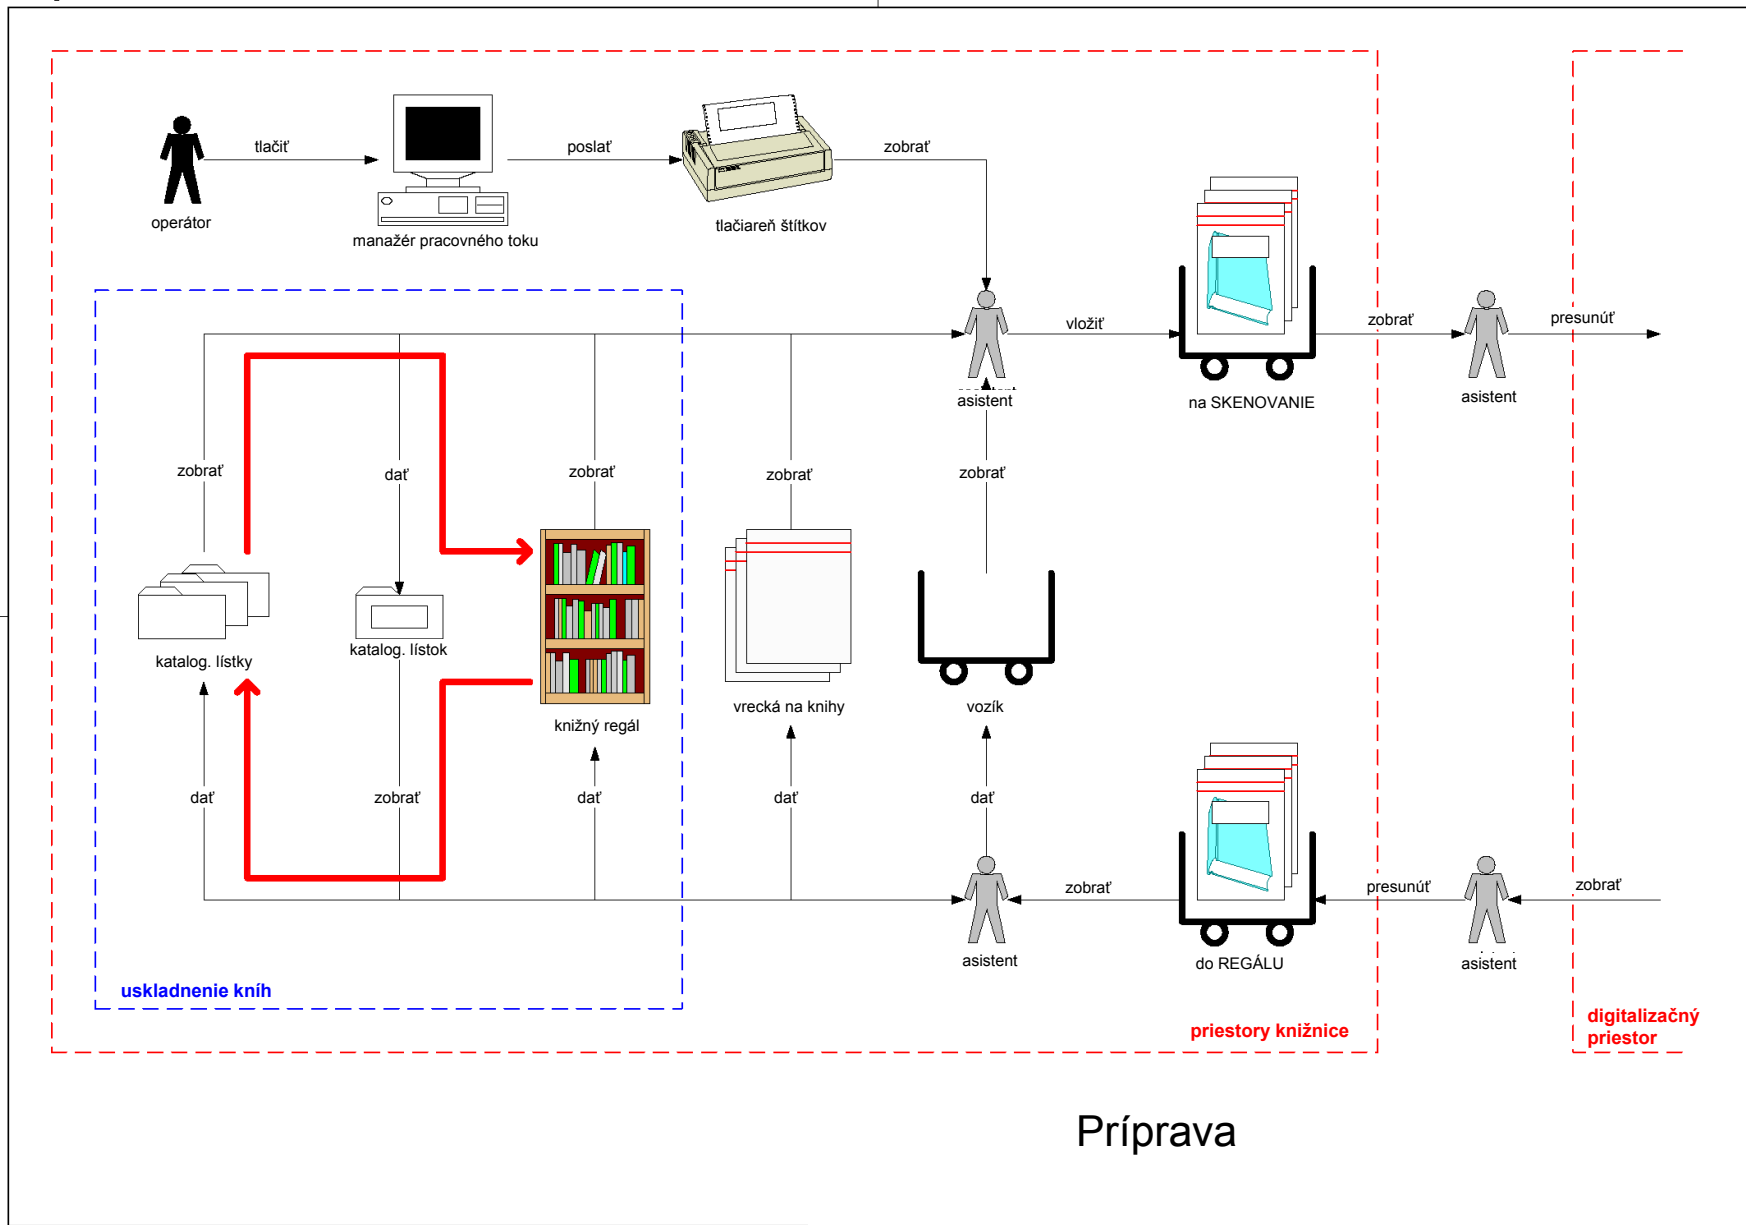 tlačiť
poslať
zobrať
operátor
manažér pracovného toku
tlačiareň štítkov
vložiť
zobrať
presunúť
asistent
na SKENOVANIE
asistent
zobrať
dať
zobrať
zobrať
zobrať
katalog. lístky
katalog. lístok
knižný regál
vrecká na knihy
vozík
dať
zobrať
dať
dať
dať
zobrať
presunúť
zobrať
asistent
do REGÁLU
asistent
uskladnenie kníh
priestory knižnice
digitalizačný
priestor
Príprava